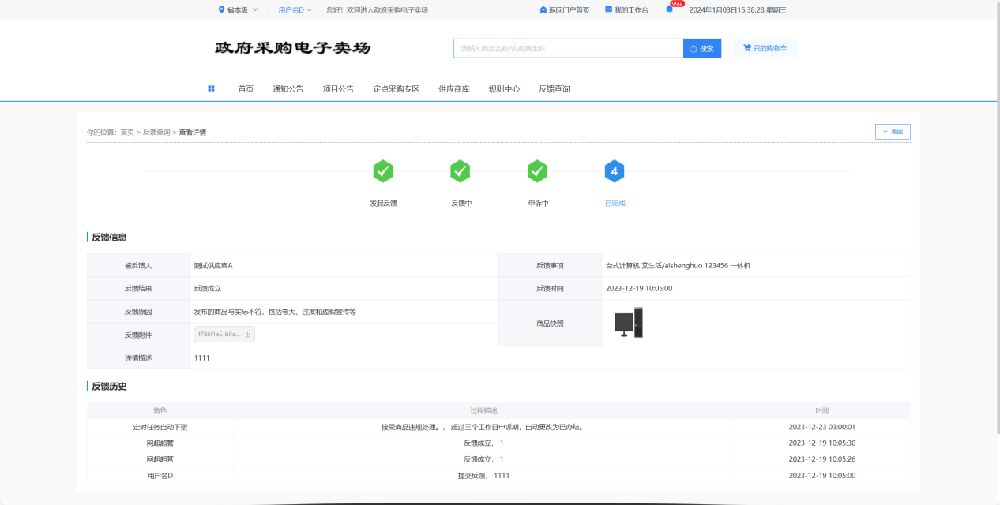 省本级 用户名D 您好！欢迎进入政府采购电子卖场 返回门户首页 我的工作台 99+ 2024年1月03日15:38:28 星期三
政府采购电子卖场 请输入商品名称/供应商全称 搜索 我的购物车
首页 通知公告 项目公告 定点采购专区 供应商库 规则中心 反馈查询
你的位置：首页 > 反馈查询 > 查看详情 ← 返回
4
发起反馈 反馈中 申诉中 已完成
反馈信息
被反馈人 测试供应商A 反馈事项 台式计算机 艾生活/aishenghuo 123456 一体机
反馈结果 反馈成立 反馈时间 2023-12-19 10:05:00
反馈原因 发布的商品与实际不符，包括夸大、过度和虚假宣传等
商品快照
反馈附件 f786f1a5-b0a...
详情描述 1111
反馈历史
角色 过程描述 时间
定时任务自动下架 接受商品违规处理。， 超过三个工作日申诉期，自动更改为已办结。 2023-12-23 03:00:01
网超超管 反馈成立， 1 2023-12-19 10:05:30
网超超管 反馈成立， 1 2023-12-19 10:05:26
用户名D 提交反馈， 1111 2023-12-19 10:05:00